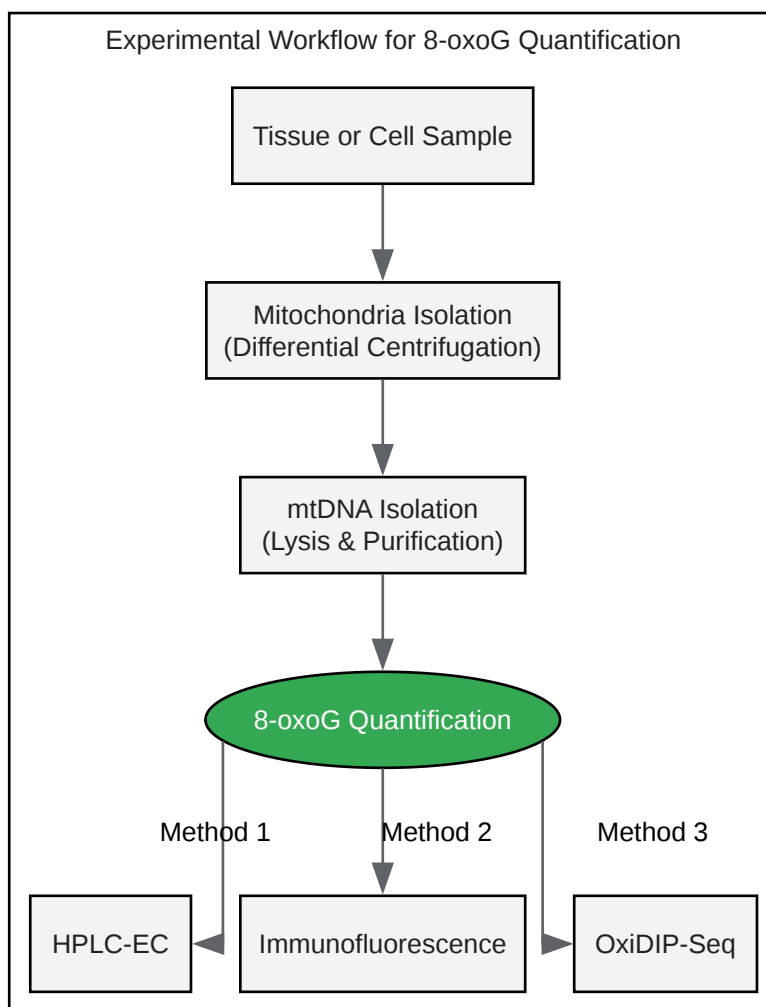 Experimental Workflow for 8-oxoG Quantification
Tissue or Cell Sample
Mitochondria Isolation
(Differential Centrifugation)
mtDNA Isolation
(Lysis & Purification)
8-oxoG Quantification
Method 1
Method 2
Method 3
HPLC-EC
Immunofluorescence
OxiDIP-Seq